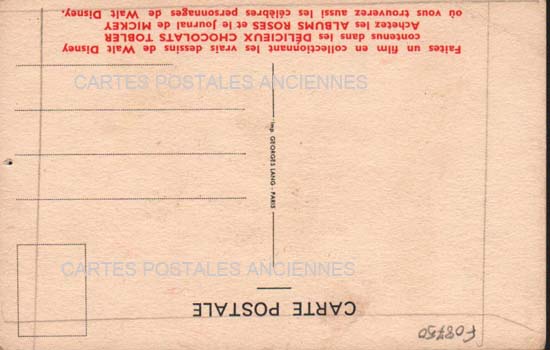 CARTE POSTALE
Faites un film en collectionnant les vrais dessins de Walt Disney
contenus dans les DÉLICIEUX CHOCOLATS TOBLER
Achetez les ALBUMS ROSES et le Journal de MICKEY
où vous trouverez aussi les célèbres personnages de Walt Disney.
Imp. GEORGES LANG - PARIS
F08750
CARTES POSTALES ANCIENNES
CARTES POSTALES ANCIENNES